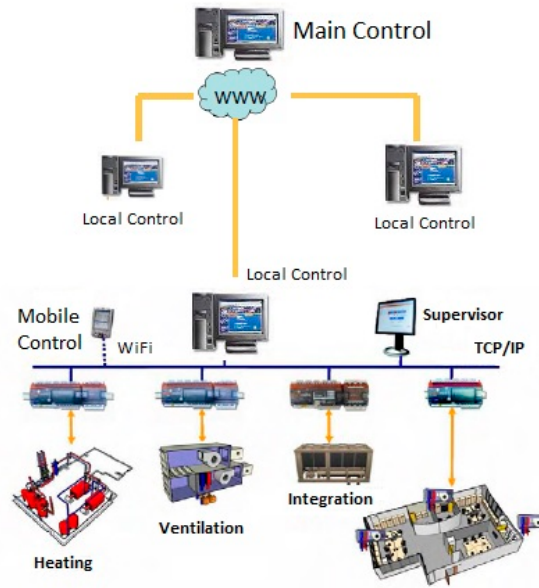 Main Control
WWW
Local Control
Local Control
Local Control
Mobile
Control
WiFi
Supervisor
TCP/IP
Heating
Ventilation
Integration